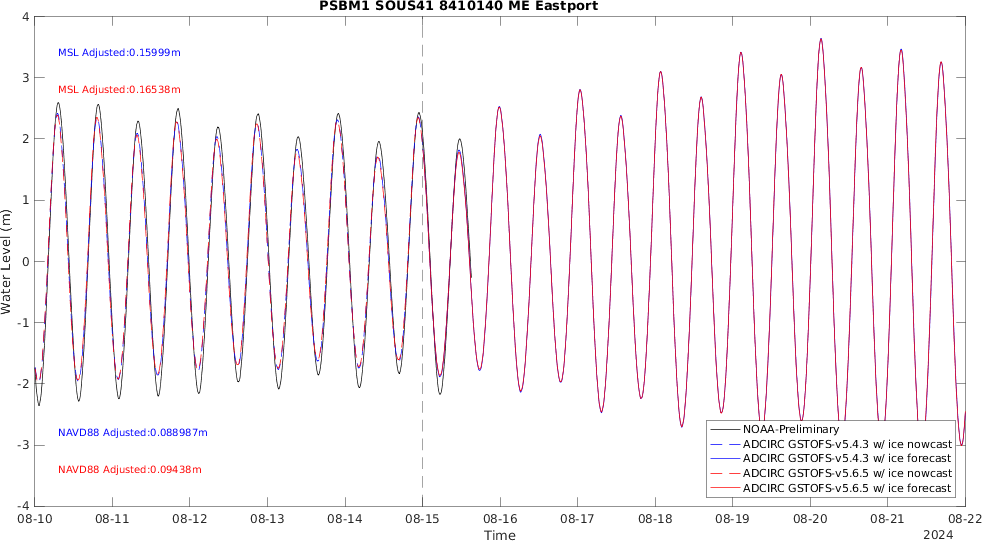 PSBM1 SOUS41 8410140 ME Eastport
4
3
2
1
0
-1
-2
-3
-4
Water Level (m)
MSL Adjusted:0.15999m
MSL Adjusted:0.16538m
NAVD88 Adjusted:0.088987m
NAVD88 Adjusted:0.09438m
NOAA-Preliminary
ADCIRC GSTOFS-v5.4.3 w/ ice nowcast
ADCIRC GSTOFS-v5.4.3 w/ ice forecast
ADCIRC GSTOFS-v5.6.5 w/ ice nowcast
ADCIRC GSTOFS-v5.6.5 w/ ice forecast
08-10 08-11 08-12 08-13 08-14 08-15 08-16 08-17 08-18 08-19 08-20 08-21 08-22
Time
2024